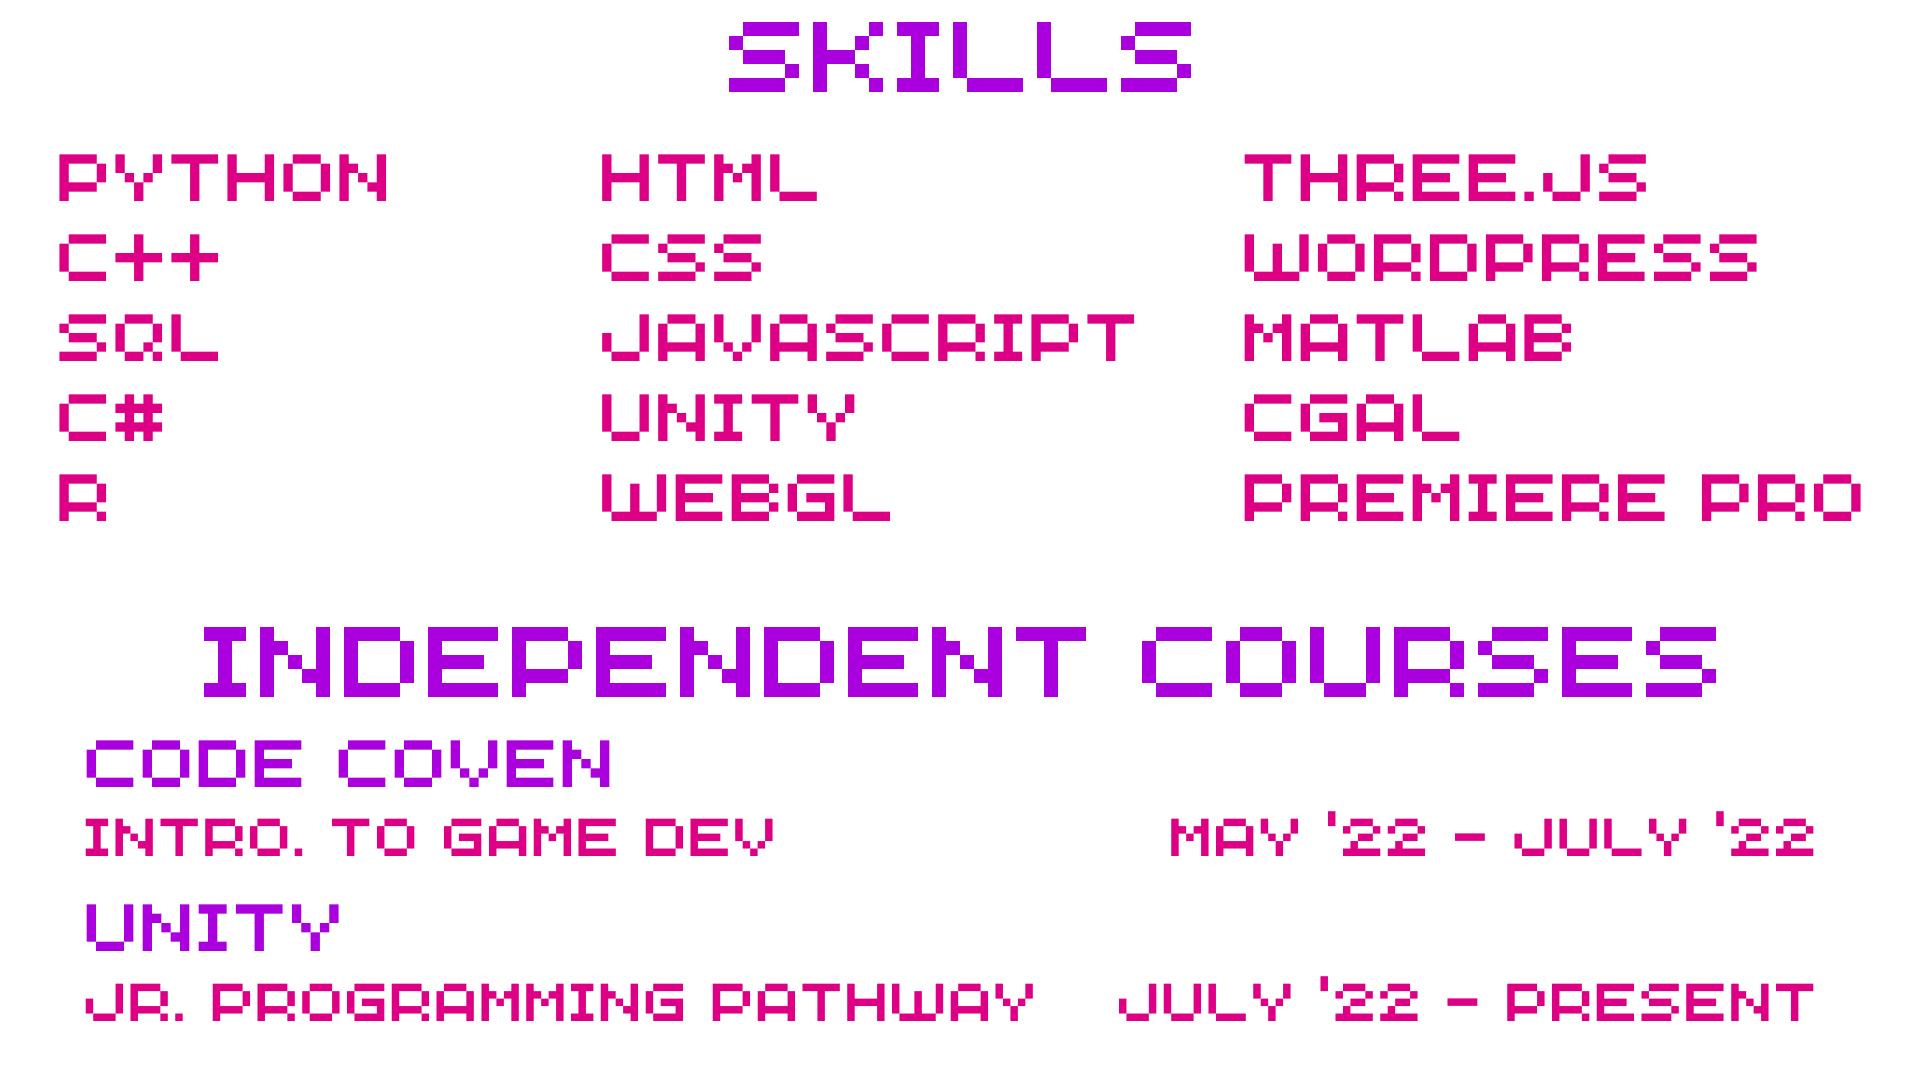 SKILLS
PYTHON HTML THREE.JS
C++ CSS WORDPRESS
SQL JAVASCRIPT MATLAB
C# UNITY CGAL
R WEBGL PREMIERE PRO
INDEPENDENT COURSES
CODE COVEN
INTRO. TO GAME DEV MAY '22 - JULY '22
UNITY
JR. PROGRAMMING PATHWAY JULY '22 - PRESENT